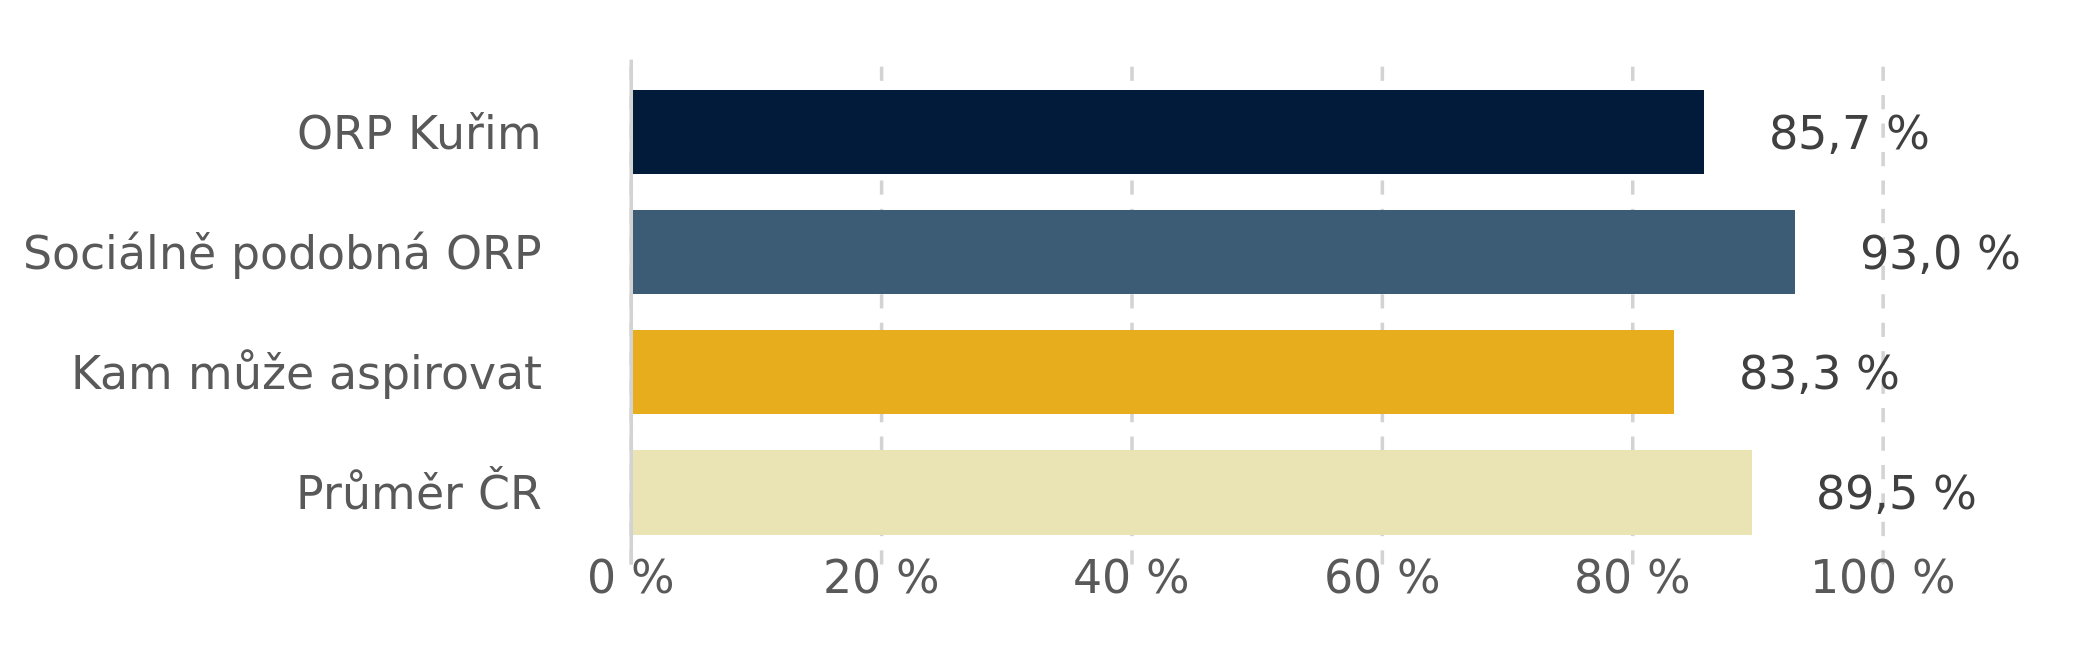 ORP Kuřim 85,7 %
Sociálně podobná ORP 93,0 %
Kam může aspirovat 83,3 %
Průměr ČR 89,5 %
0 % 20 % 40 % 60 % 80 % 100 %